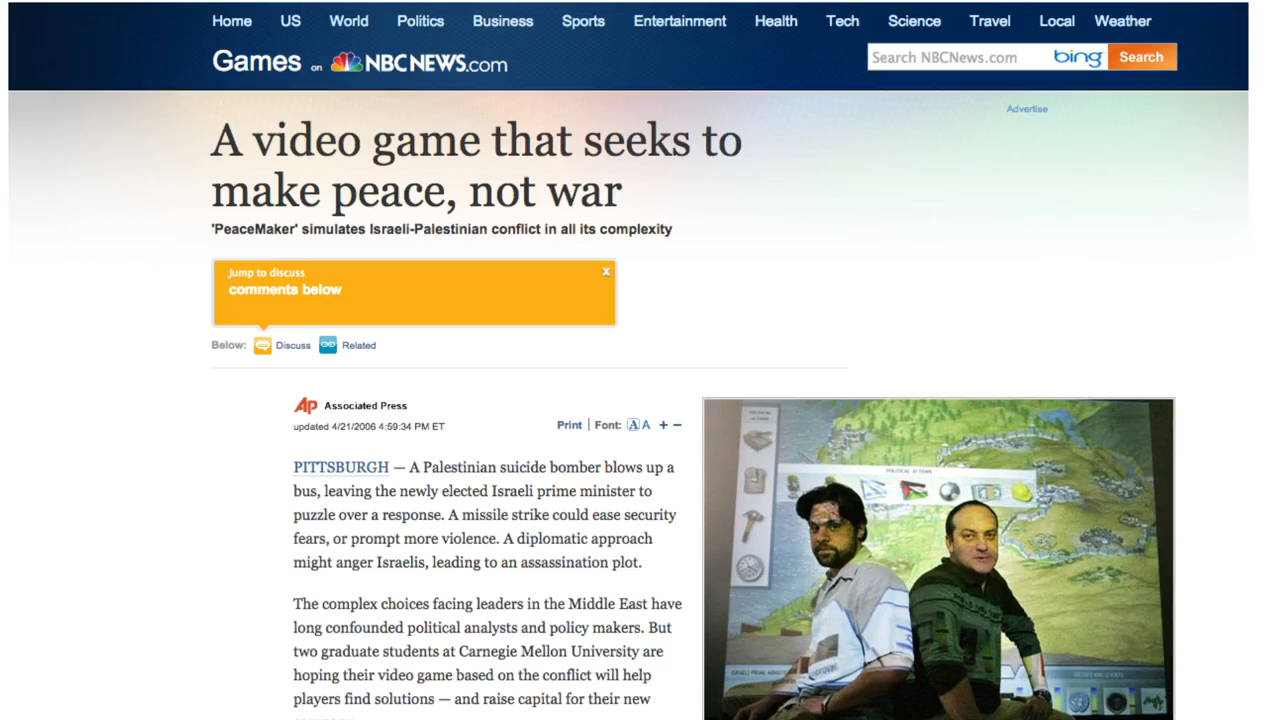 Home US World Politics Business Sports Entertainment Health Tech Science Travel Local Weather
Games on NBCNEWS.com
Search NBCNews.com bing Search
Advertise
A video game that seeks to
make peace, not war
'PeaceMaker' simulates Israeli-Palestinian conflict in all its complexity
Jump to discuss x
comments below
Below: Discuss Related
AP Associated Press
updated 4/21/2006 4:59:34 PM ET
Print | Font: A A + −
PITTSBURGH — A Palestinian suicide bomber blows up a
bus, leaving the newly elected Israeli prime minister to
puzzle over a response. A missile strike could ease security
fears, or prompt more violence. A diplomatic approach
might anger Israelis, leading to an assassination plot.
The complex choices facing leaders in the Middle East have
long confounded political analysts and policy makers. But
two graduate students at Carnegie Mellon University are
hoping their video game based on the conflict will help
players find solutions — and raise capital for their new
POLITICAL ACTIONS